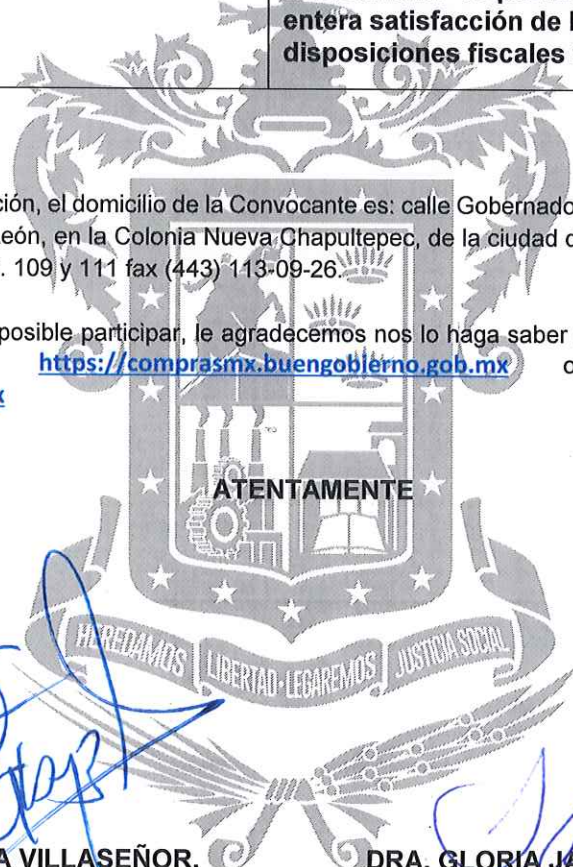 entera satisfacción de l
disposiciones fiscales
ción, el domicilio de la Convocante es: calle Gobernado
León, en la Colonia Nueva Chapultepec, de la ciudad
. 109 y 111 fax (443) 113-09-26.
posible participar, le agradecemos nos lo haga saber
https://comprasmx.buengobierno.gob.mx
x
ATENTAMENTE
HEREDAMOS LIBERTAD·LEGAREMOS JUSTICIA SOCIAL
A VILLASEÑOR.
DRA. GLORIA